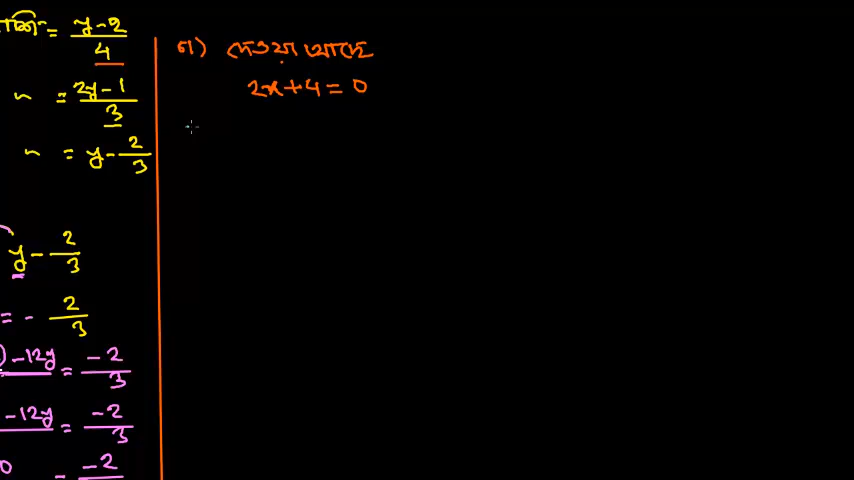 = y-2/4
~ = 2y-1/3
~ = y-2/3
y-2/3
= -2/3
)-12y = -2/3
-12y = -2/3
0 = -2
গ) দেওয়া আছে
2x+4=0